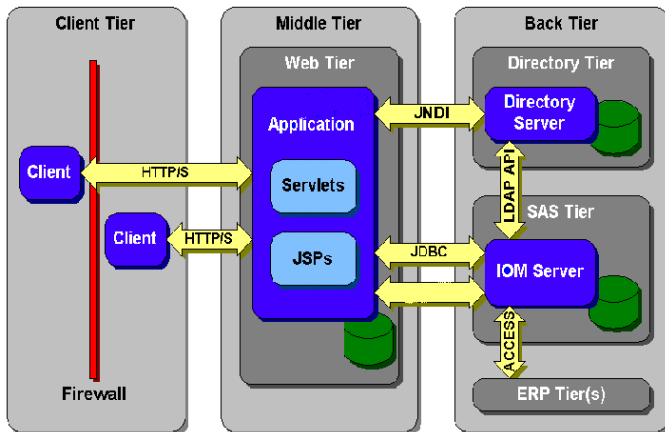 Client Tier
Middle Tier
Back Tier
Web Tier
Directory Tier
Application
JNDI
Directory
Server
Client
HTTP/S
Servlets
LDAP API
SAS Tier
Client
HTTP/S
JSPs
JDBC
IOM Server
ACCESS
Firewall
ERP Tier(s)